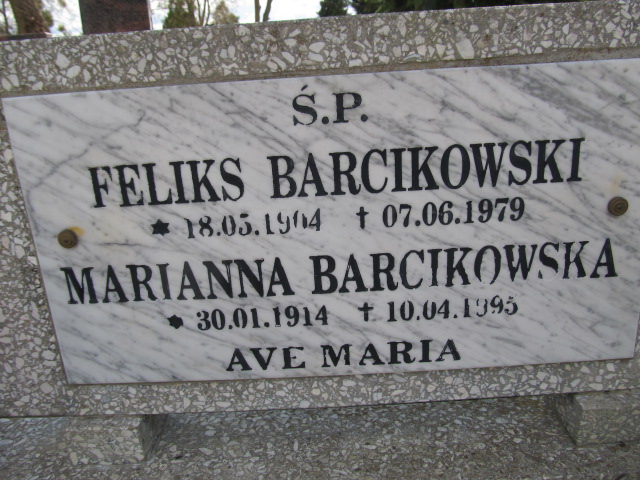 Ś.P.
FELIKS BARCIKOWSKI
* 18.05.1904 † 07.06.1979
MARIANNA BARCIKOWSKA
* 30.01.1914 † 10.04.1995
AVE MARIA